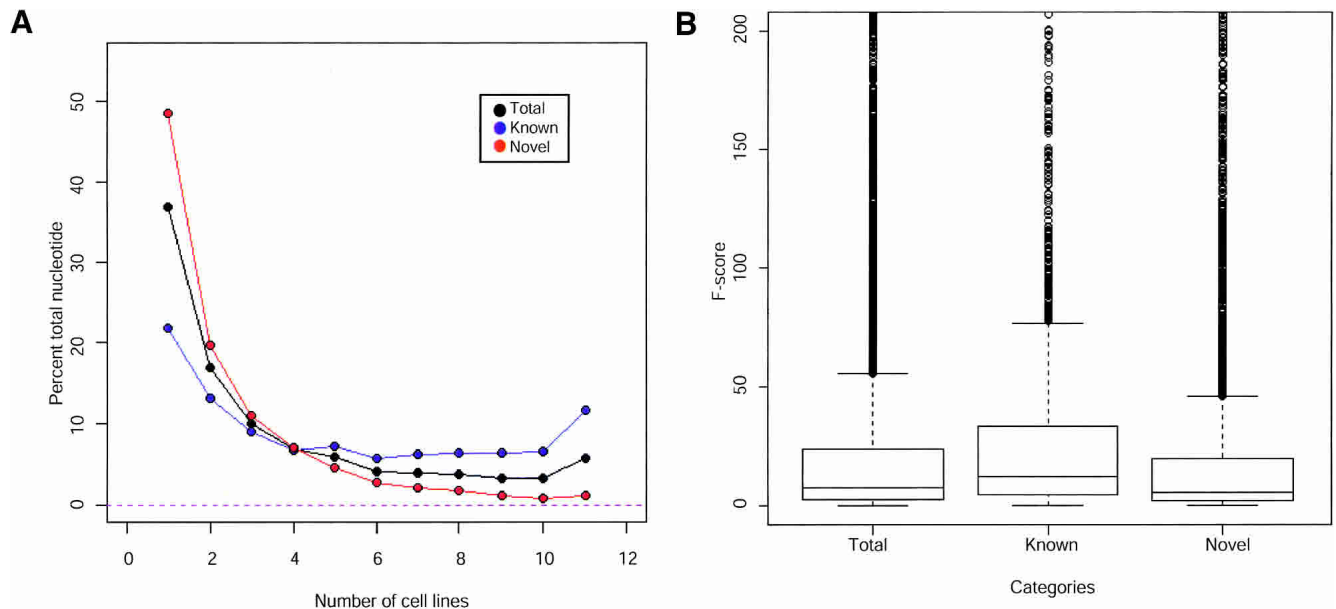 A
Percent total nucleotide
50
40
30
20
10
0
0 2 4 6 8 10 12
Number of cell lines
Total
Known
Novel
B
F-score
200
150
100
50
0
Total Known Novel
Categories